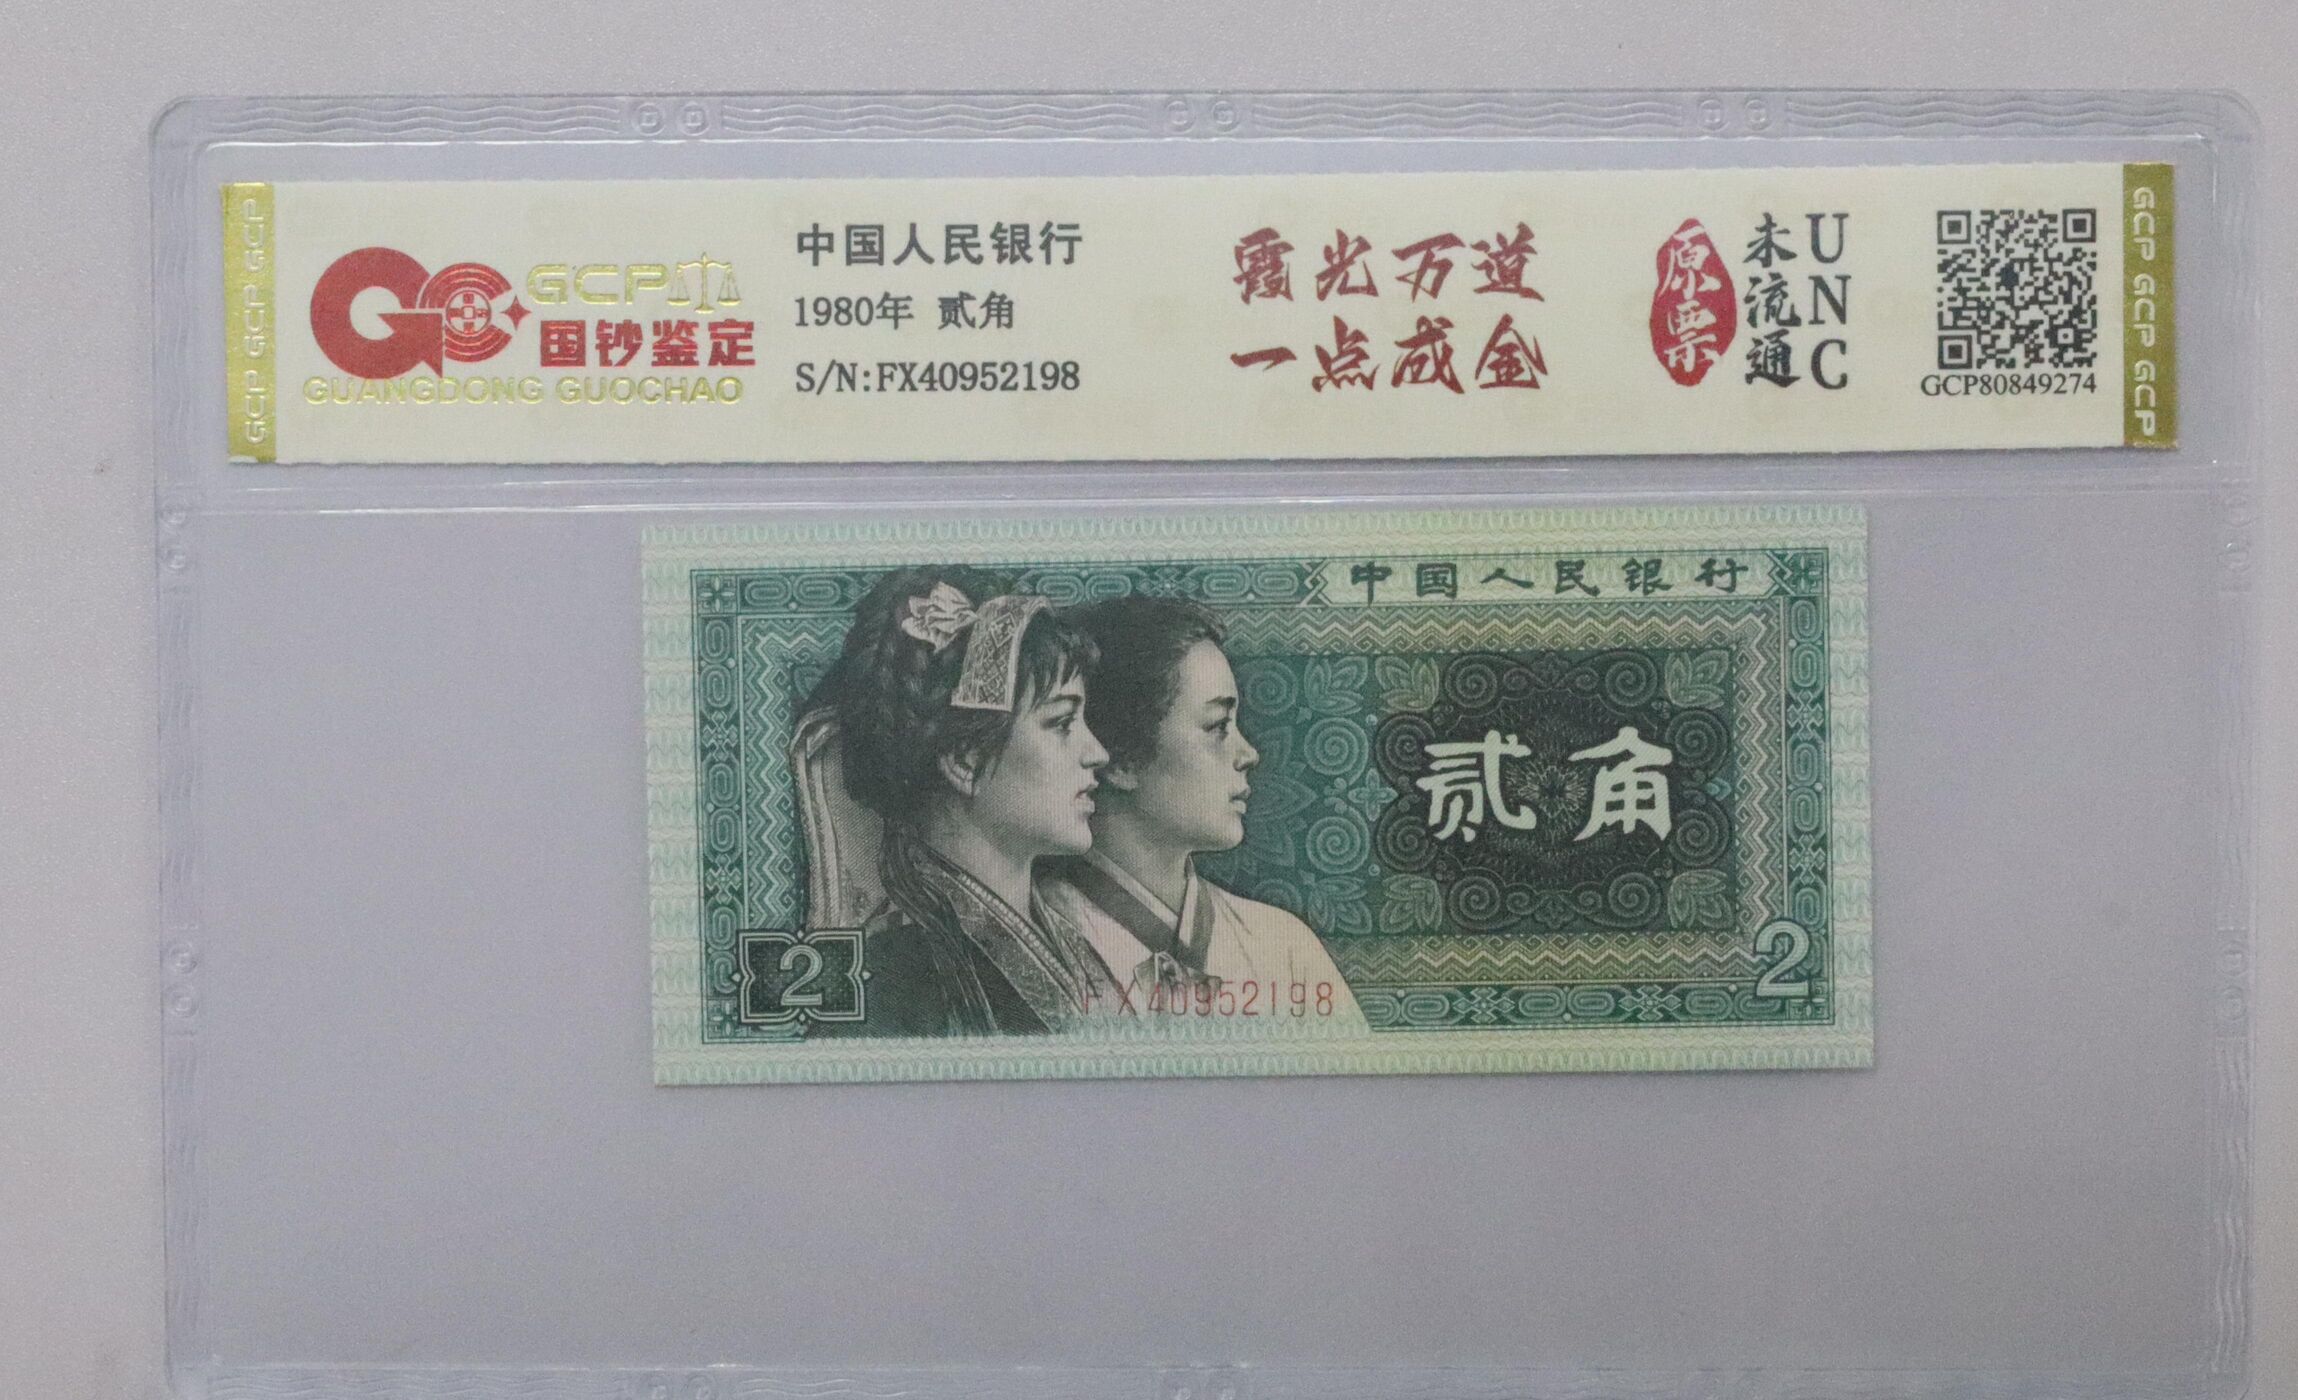 GCP
国钞鉴定
GUANGDONG GUOCHAO
中国人民银行
1980年 贰角
S/N:FX40952198
霞光万道
一点成金
原票
未流通
UNC
GCP80849274
GCP GCP GCP
GCP GCP GCP
中国人民银行
贰角
2
2
FX40952198